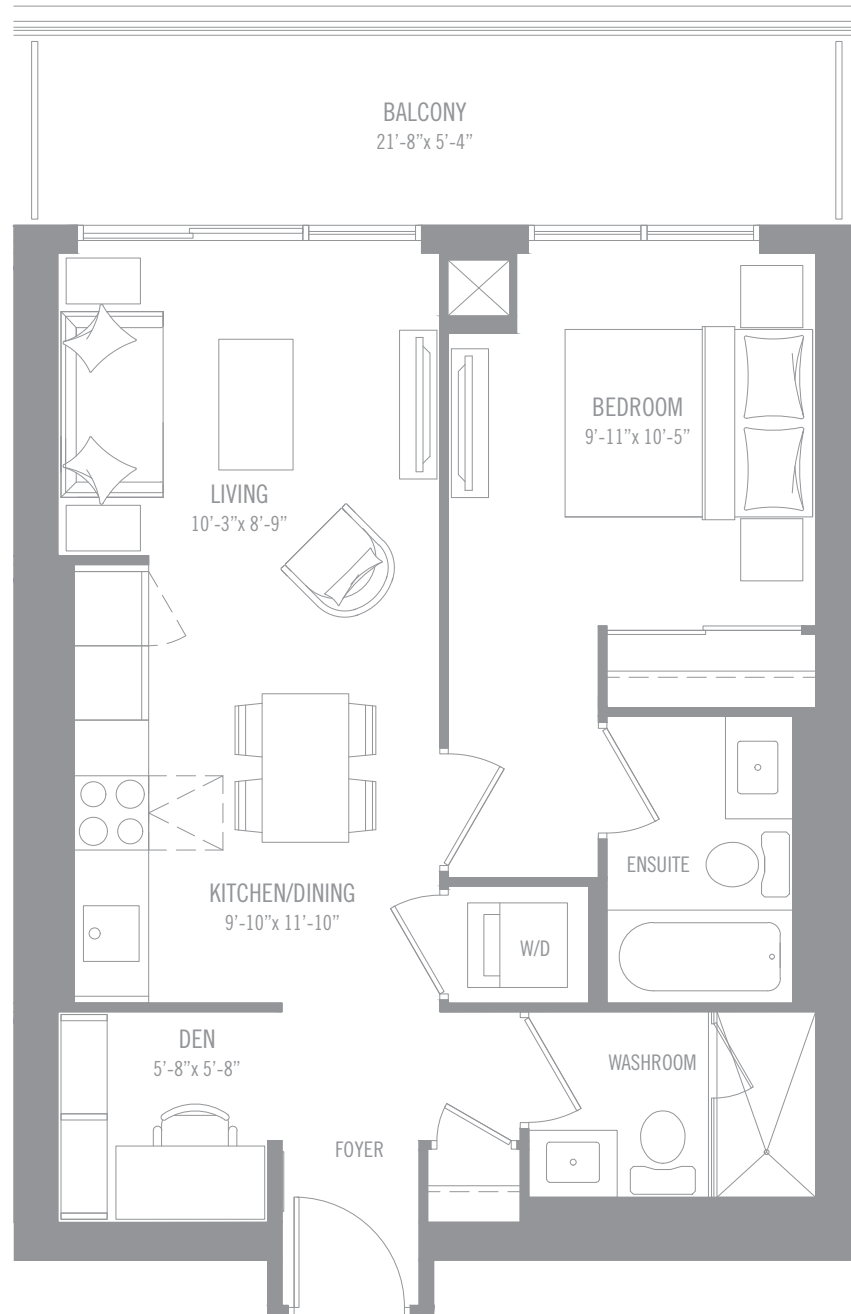 BALCONY
21’-8”x 5’-4”
BEDROOM
9’-11”x 10’-5”
LIVING
10’-3”x 8’-9”
ENSUITE
KITCHEN/DINING
9’-10”x 11’-10”
W/D
DEN
5’-8”x 5’-8”
WASHROOM
FOYER